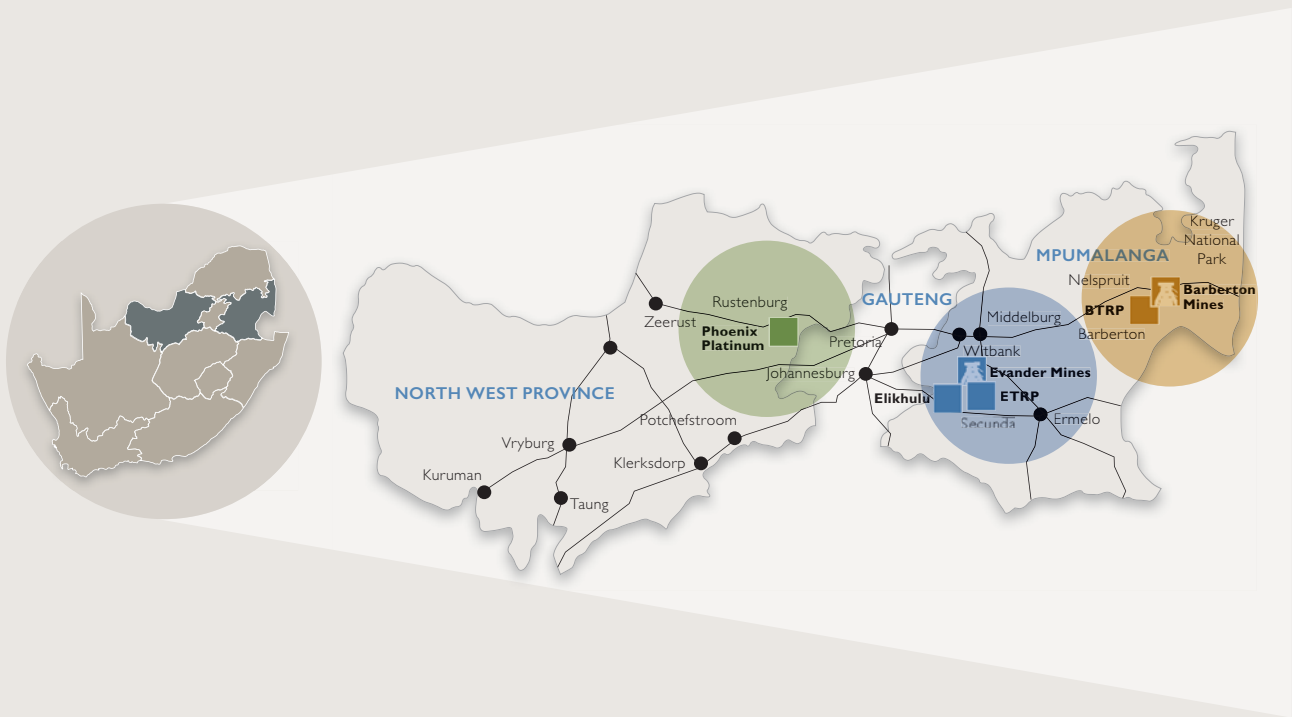 Kruger
National
Park
MPUMALANGA
Nelspruit
Barberton
Mines
BTRP
Barberton
GAUTENG
Rustenburg
Zeerust
Phoenix
Platinum
Middelburg
Pretoria
Witbank
Johannesburg
Evander Mines
Elikhulu
ETRP
NORTH WEST PROVINCE
Potchefstroom
Secunda
Ermelo
Vryburg
Klerksdorp
Kuruman
Taung